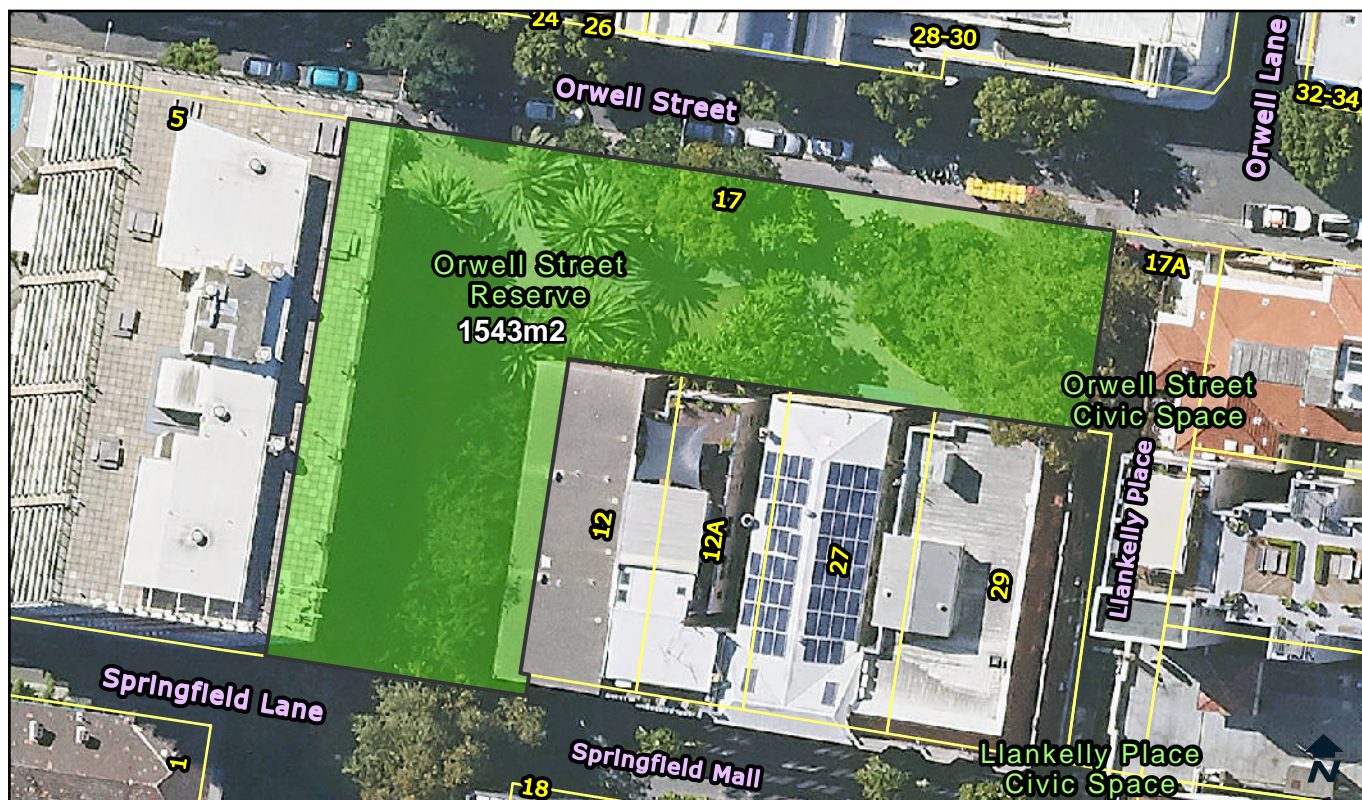 24
26
28-30
Orwell Lane
32-34
Orwell Street
5
17
17A
Orwell Street
Reserve
1543m2
Orwell Street
Civic Space
Llankelly Place
12
12A
27
29
Springfield Lane
Springfield Mall
Llankelly Place
Civic Space
1
18
N